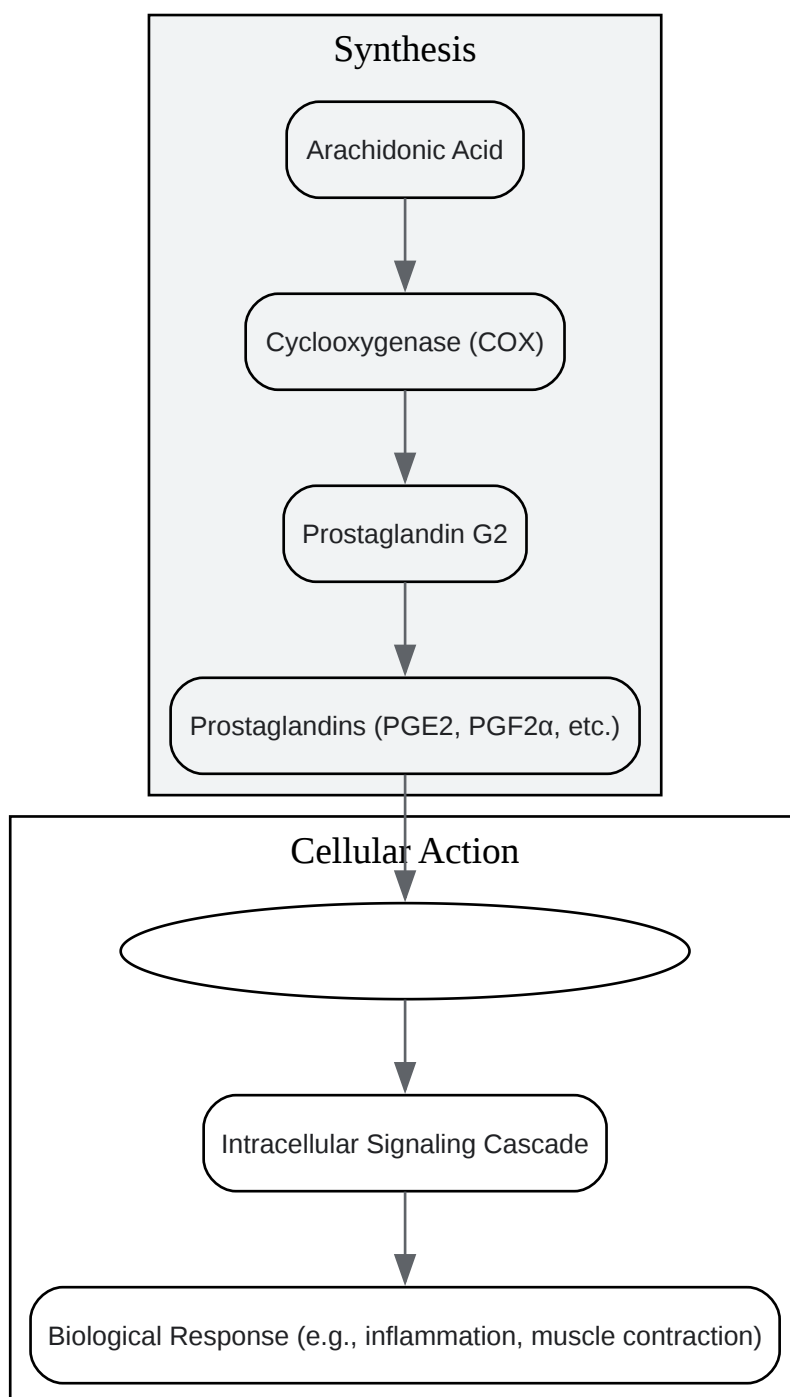 Synthesis
Arachidonic Acid
Cyclooxygenase (COX)
Prostaglandin G2
Prostaglandins (PGE2, PGF2α, etc.)
Cellular Action
Intracellular Signaling Cascade
Biological Response (e.g., inflammation, muscle contraction)